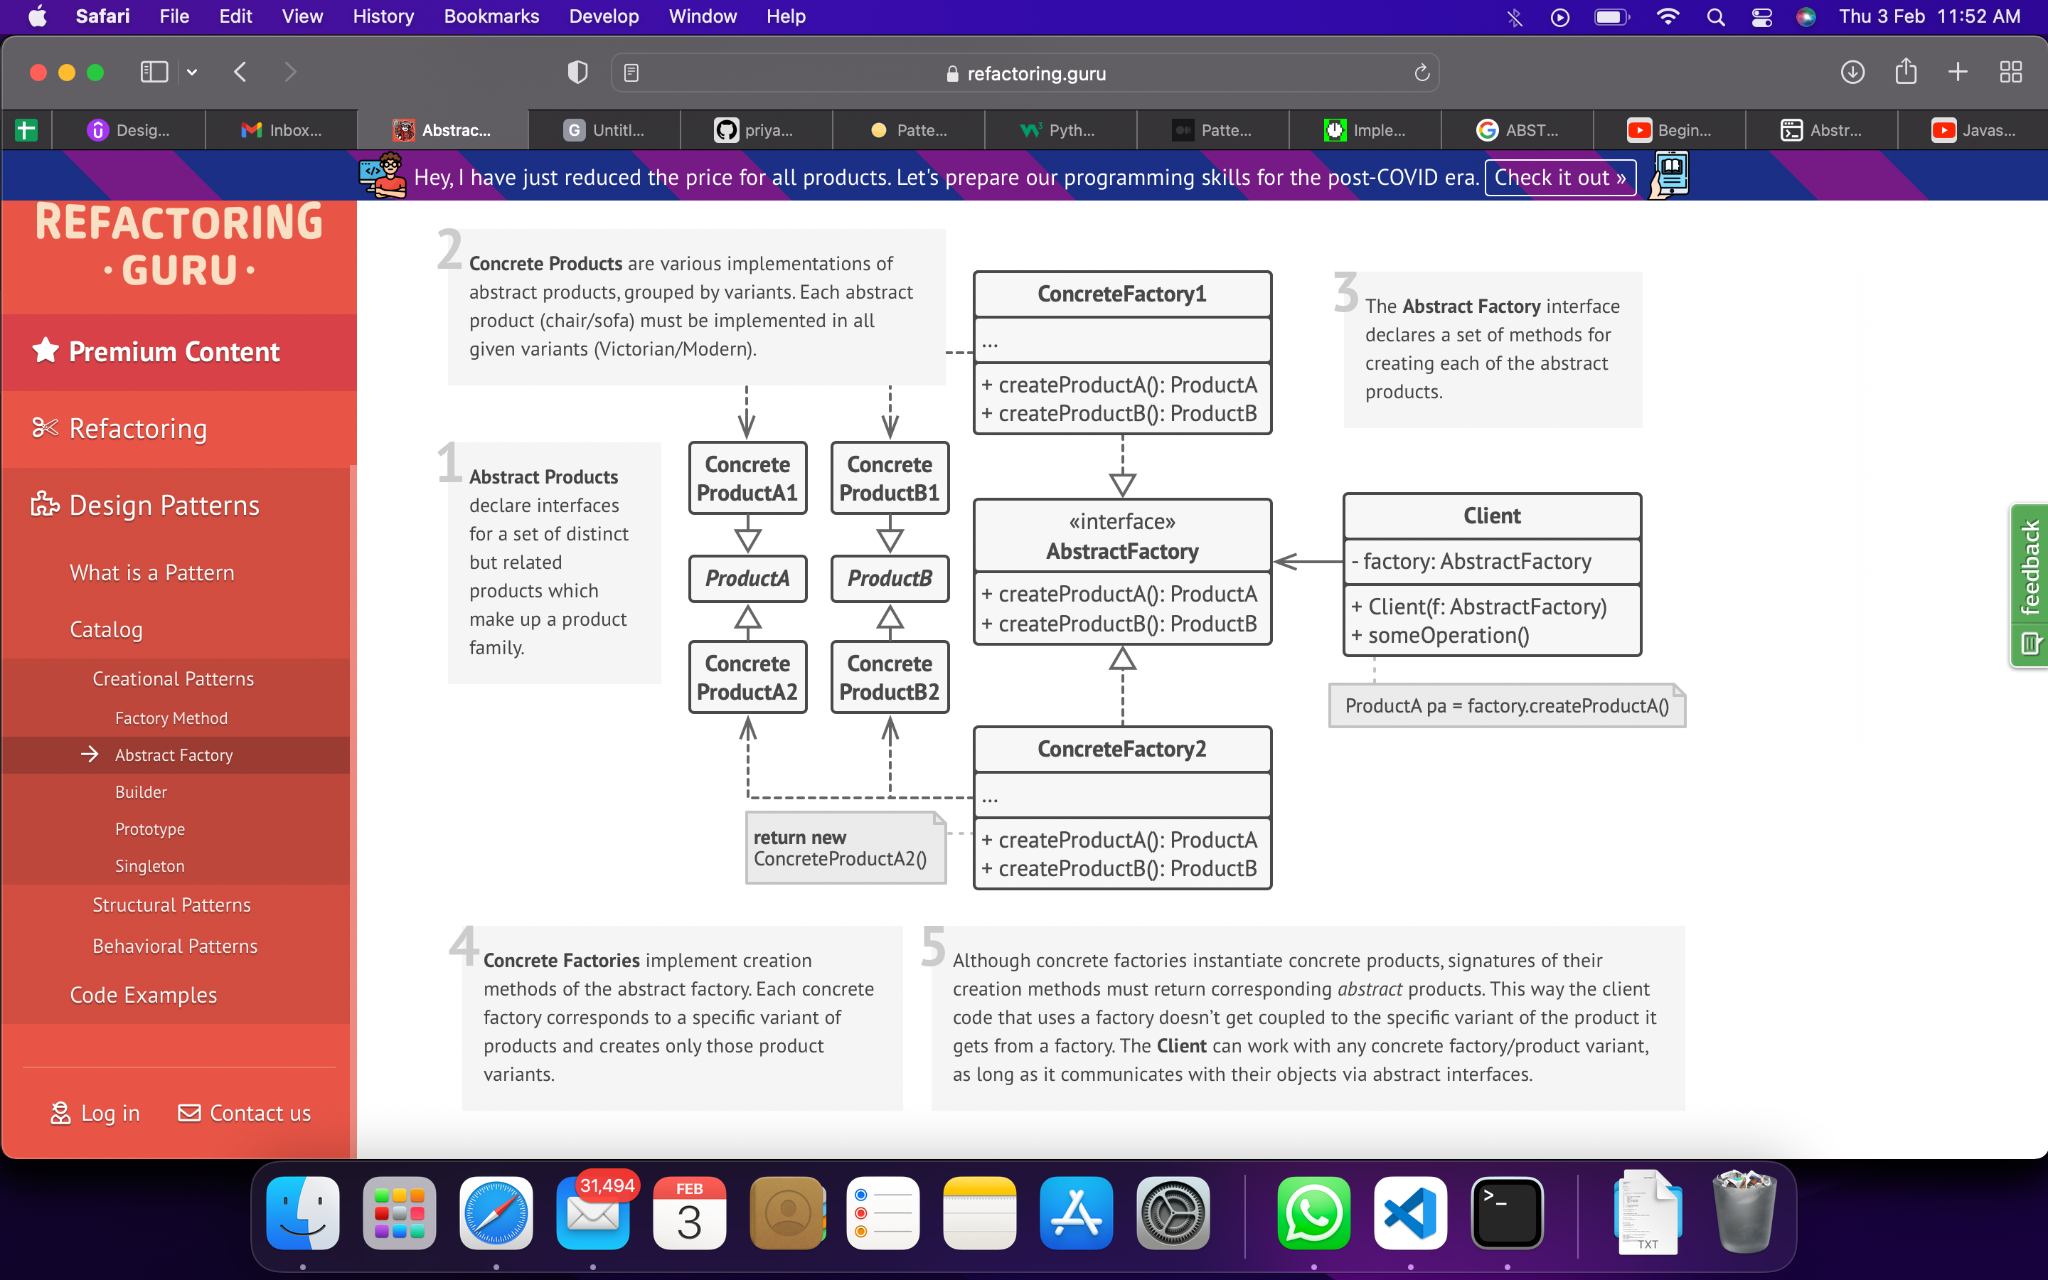 Safari File Edit View History Bookmarks Develop Window Help Thu 3 Feb 11:52 AM
refactoring.guru
Desig... Inbox... Abstrac... Untitl... priya... Patte... Pyth... Patte... Imple... ABST... Begin... Abstr... Javas...
Hey, I have just reduced the price for all products. Let's prepare our programming skills for the post-COVID era. Check it out »
REFACTORING
· GURU ·
Premium Content
Refactoring
Design Patterns
What is a Pattern
Catalog
Creational Patterns
Factory Method
→ Abstract Factory
Builder
Prototype
Singleton
Structural Patterns
Behavioral Patterns
Code Examples
Log in Contact us
2
Concrete Products are various implementations of
abstract products, grouped by variants. Each abstract
product (chair/sofa) must be implemented in all
given variants (Victorian/Modern).
ConcreteFactory1
...
+ createProductA(): ProductA
+ createProductB(): ProductB
3
The Abstract Factory interface
declares a set of methods for
creating each of the abstract
products.
1
Abstract Products
declare interfaces
for a set of distinct
but related
products which
make up a product
family.
Concrete
ProductA1
Concrete
ProductB1
ProductA
ProductB
Concrete
ProductA2
Concrete
ProductB2
«interface»
AbstractFactory
+ createProductA(): ProductA
+ createProductB(): ProductB
Client
- factory: AbstractFactory
+ Client(f: AbstractFactory)
+ someOperation()
ProductA pa = factory.createProductA()
ConcreteFactory2
...
+ createProductA(): ProductA
+ createProductB(): ProductB
return new
ConcreteProductA2()
4
Concrete Factories implement creation
methods of the abstract factory. Each concrete
factory corresponds to a specific variant of
products and creates only those product
variants.
5
Although concrete factories instantiate concrete products, signatures of their
creation methods must return corresponding abstract products. This way the client
code that uses a factory doesn't get coupled to the specific variant of the product it
gets from a factory. The Client can work with any concrete factory/product variant,
as long as it communicates with their objects via abstract interfaces.
feedback
31,494
FEB
3
>_
TXT